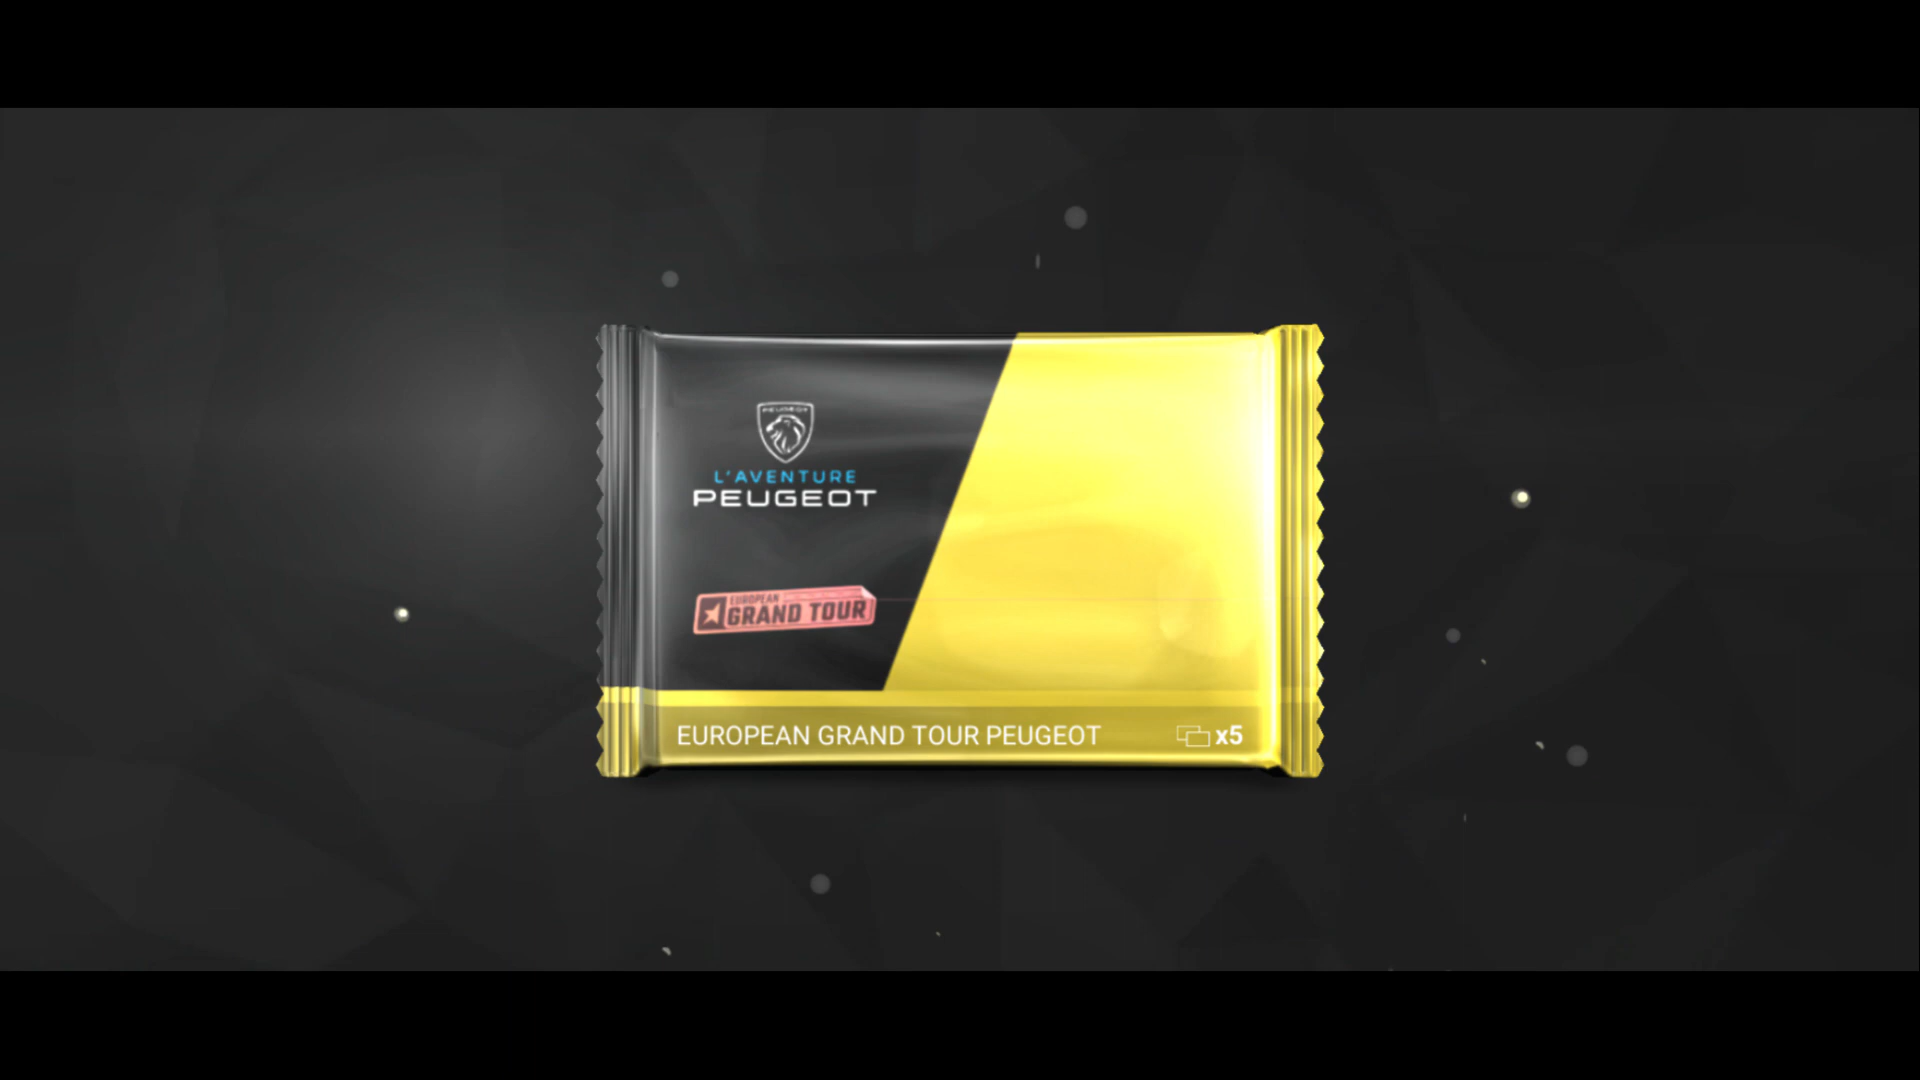 PEUGEOT
L'AVENTURE
PEUGEOT
EUROPEAN
GRAND TOUR
EUROPEAN GRAND TOUR PEUGEOT
x5